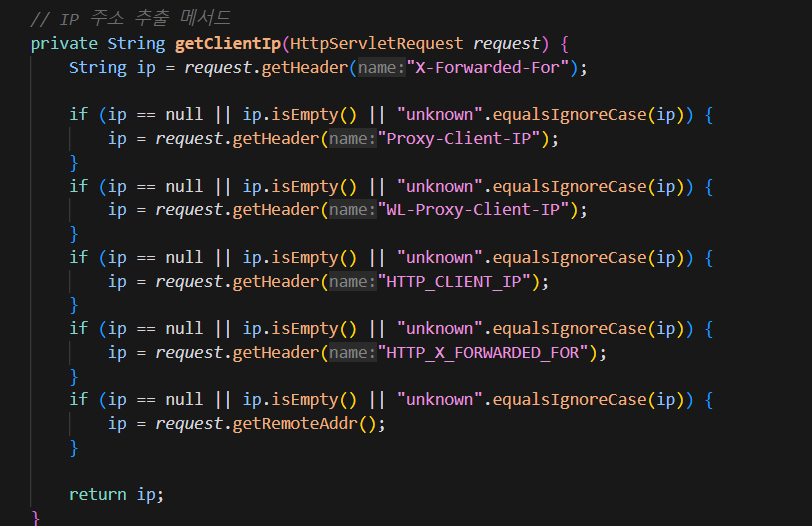 // IP 주소 추출 메서드
private String getClientIp(HttpServletRequest request) {
String ip = request.getHeader(name:"X-Forwarded-For");
if (ip == null || ip.isEmpty() || "unknown".equalsIgnoreCase(ip)) {
ip = request.getHeader(name:"Proxy-Client-IP");
}
if (ip == null || ip.isEmpty() || "unknown".equalsIgnoreCase(ip)) {
ip = request.getHeader(name:"WL-Proxy-Client-IP");
}
if (ip == null || ip.isEmpty() || "unknown".equalsIgnoreCase(ip)) {
ip = request.getHeader(name:"HTTP_CLIENT_IP");
}
if (ip == null || ip.isEmpty() || "unknown".equalsIgnoreCase(ip)) {
ip = request.getHeader(name:"HTTP_X_FORWARDED_FOR");
}
if (ip == null || ip.isEmpty() || "unknown".equalsIgnoreCase(ip)) {
ip = request.getRemoteAddr();
}
return ip;
}